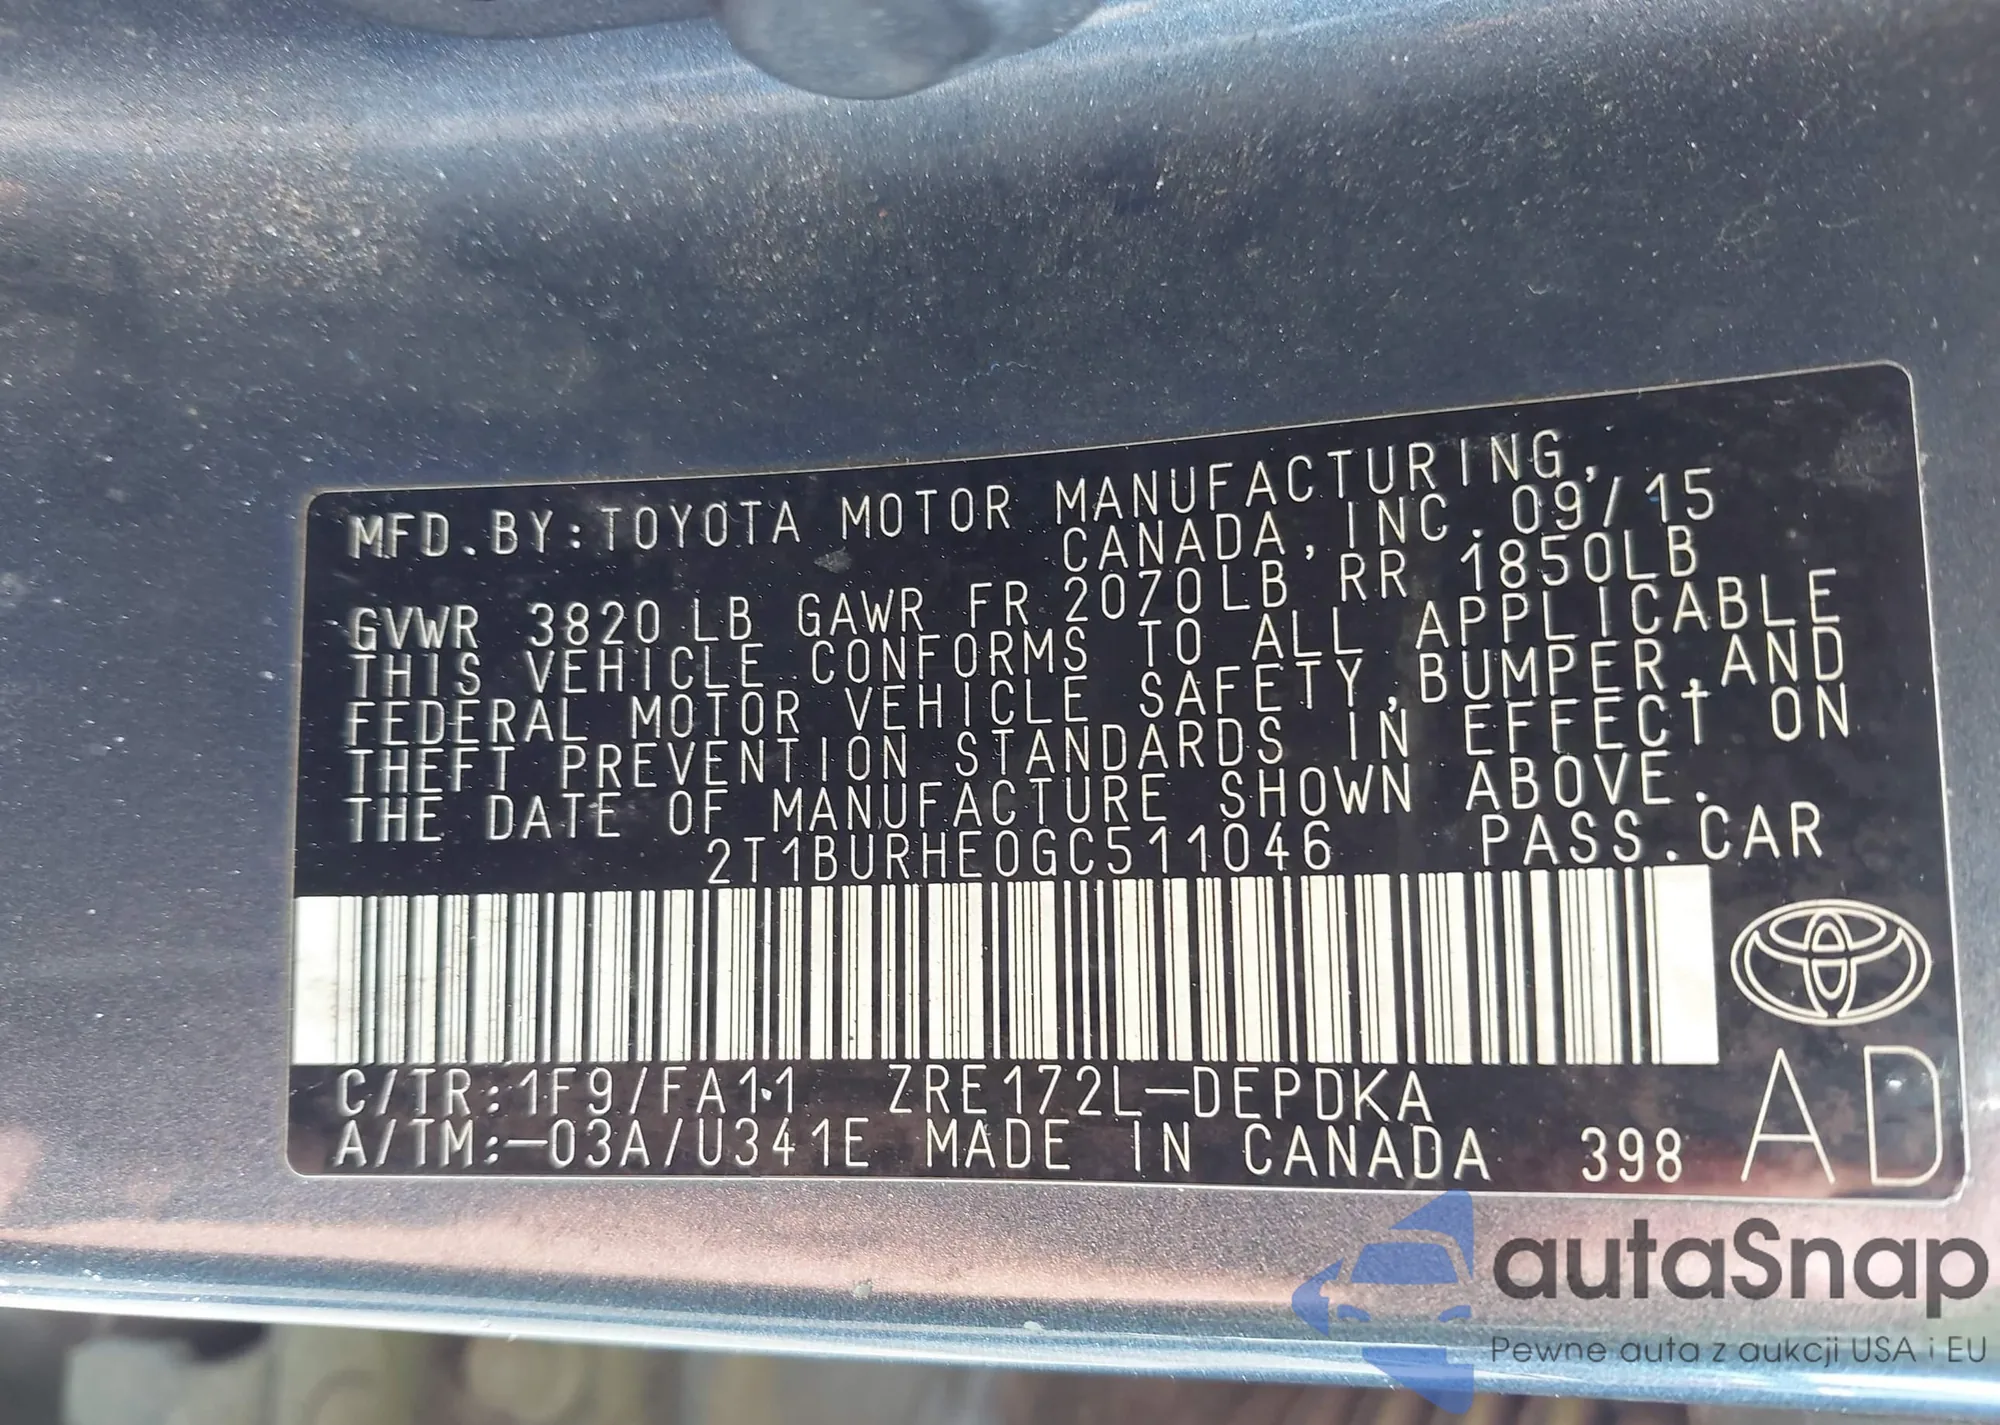 MFD.BY:TOYOTA MOTOR MANUFACTURING,
CANADA,INC. 09/15
GVWR 3820 LB GAWR FR 2070LB RR 1850LB
THIS VEHICLE CONFORMS TO ALL APPLICABLE
FEDERAL MOTOR VEHICLE SAFETY,BUMPER,AND
THEFT PREVENTION STANDARDS IN EFFECT ON
THE DATE OF MANUFACTURE SHOWN ABOVE.
2T1BURHE0GC511046 PASS.CAR
C/TR:1F9/FA11 ZRE172L-DEPDKA
A/TM:-03A/U341E MADE IN CANADA 398
AD
autaSnap
Pewne auta z aukcji USA i EU